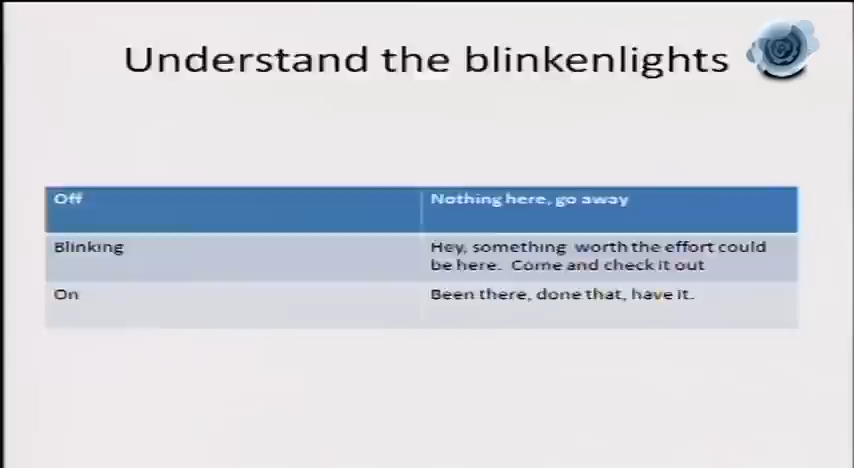 Understand the blinkenlights
Off
Nothing here, go away
Blinking
Hey, something worth the effort could
be here. Come and check it out
On
Been there, done that, have it.